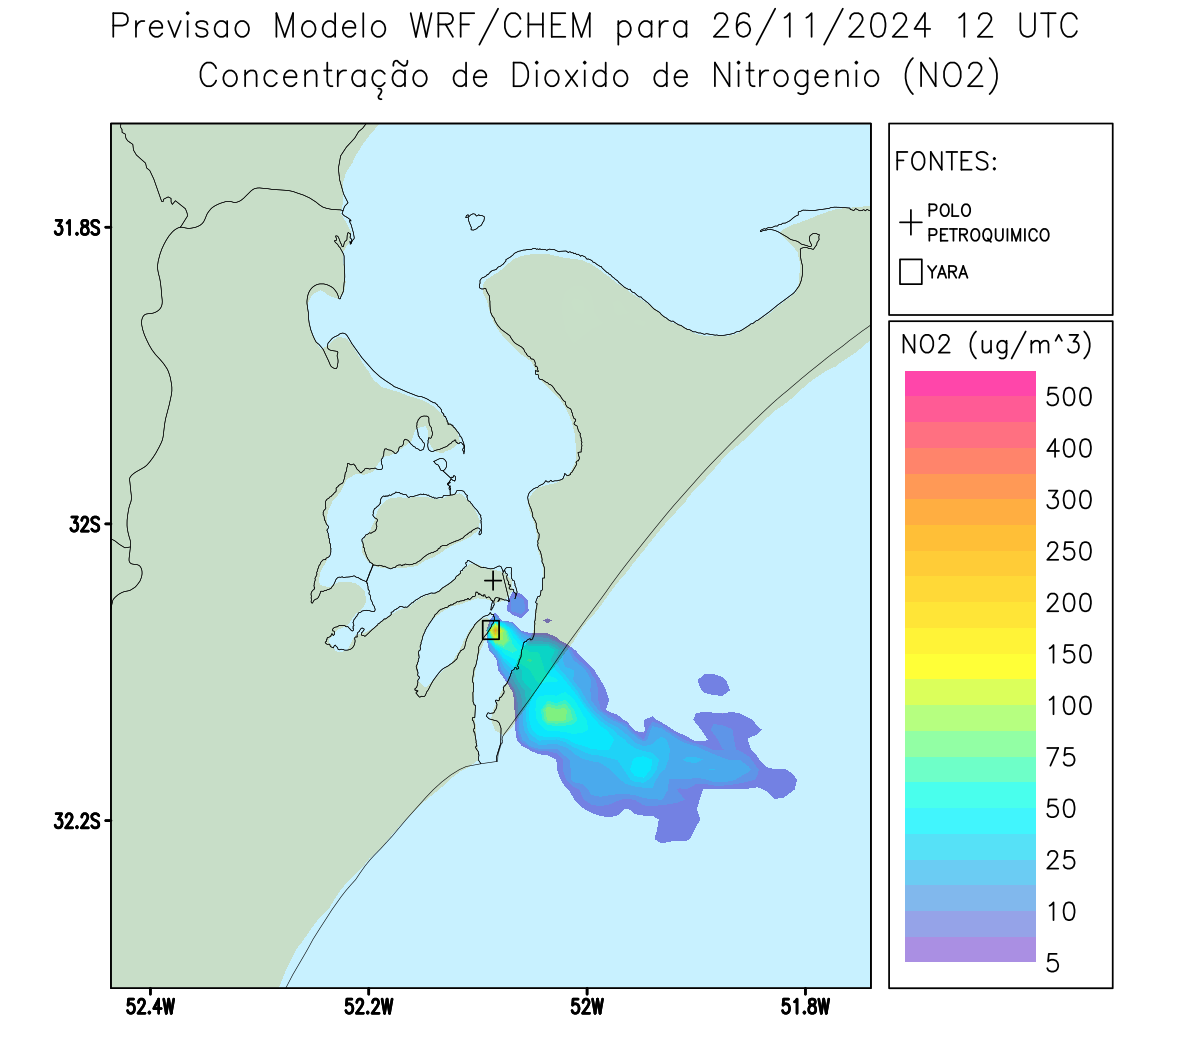 Previsao Modelo WRF/CHEM para 26/11/2024 12 UTC
Concentração de Dioxido de Nitrogenio (NO2)
FONTES:
POLO
PETROQUIMICO
YARA
NO2 (ug/m^3)
500
400
300
250
200
150
100
75
50
25
10
5
31.8S
32S
32.2S
52.4W
52.2W
52W
51.8W